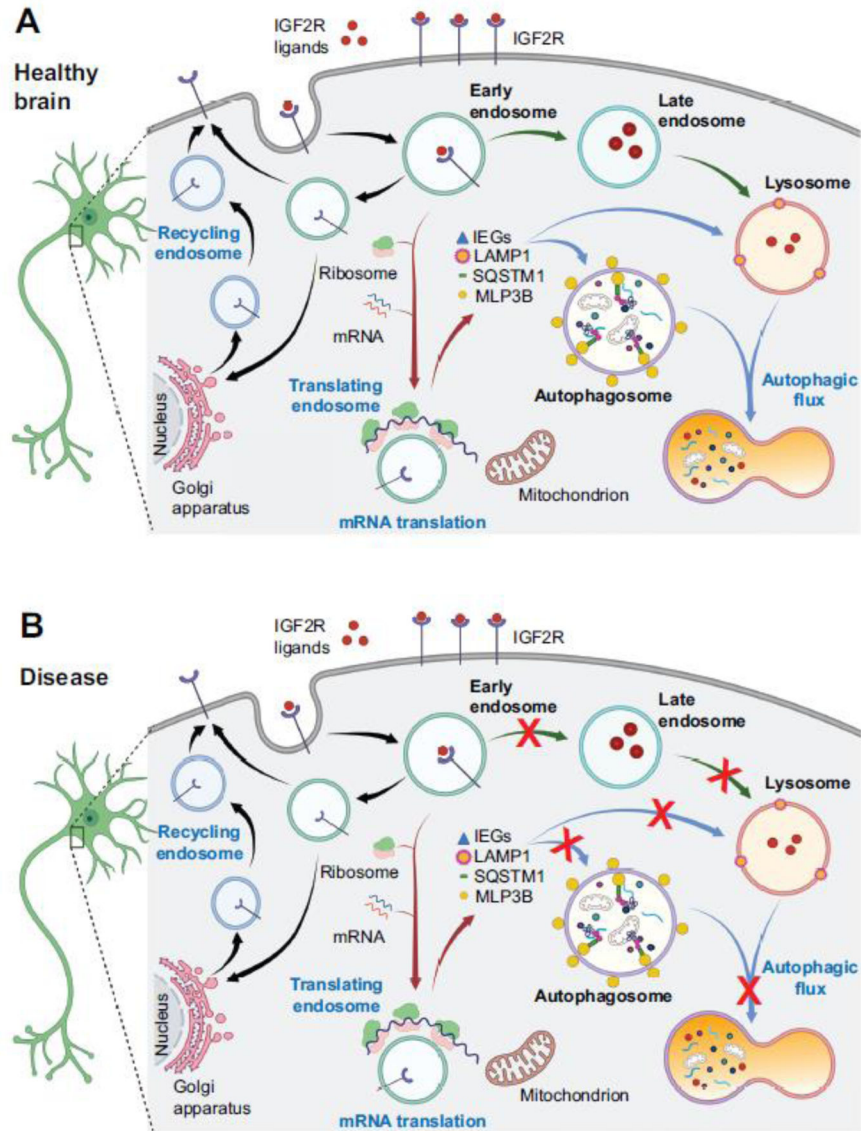 A
Healthy
brain
IGF2R
ligands
IGF2R
Early
endosome
Late
endosome
Lysosome
Recycling
endosome
Ribosome
mRNA
IEGs
LAMP1
SQSTM1
MLP3B
Translating
endosome
Autophagosome
Autophagic
flux
Nucleus
Golgi
apparatus
Mitochondrion
mRNA translation
B
Disease
IGF2R
ligands
IGF2R
Early
endosome
Late
endosome
Lysosome
Recycling
endosome
Ribosome
mRNA
IEGs
LAMP1
SQSTM1
MLP3B
Translating
endosome
Autophagosome
Autophagic
flux
Nucleus
Golgi
apparatus
Mitochondrion
mRNA translation